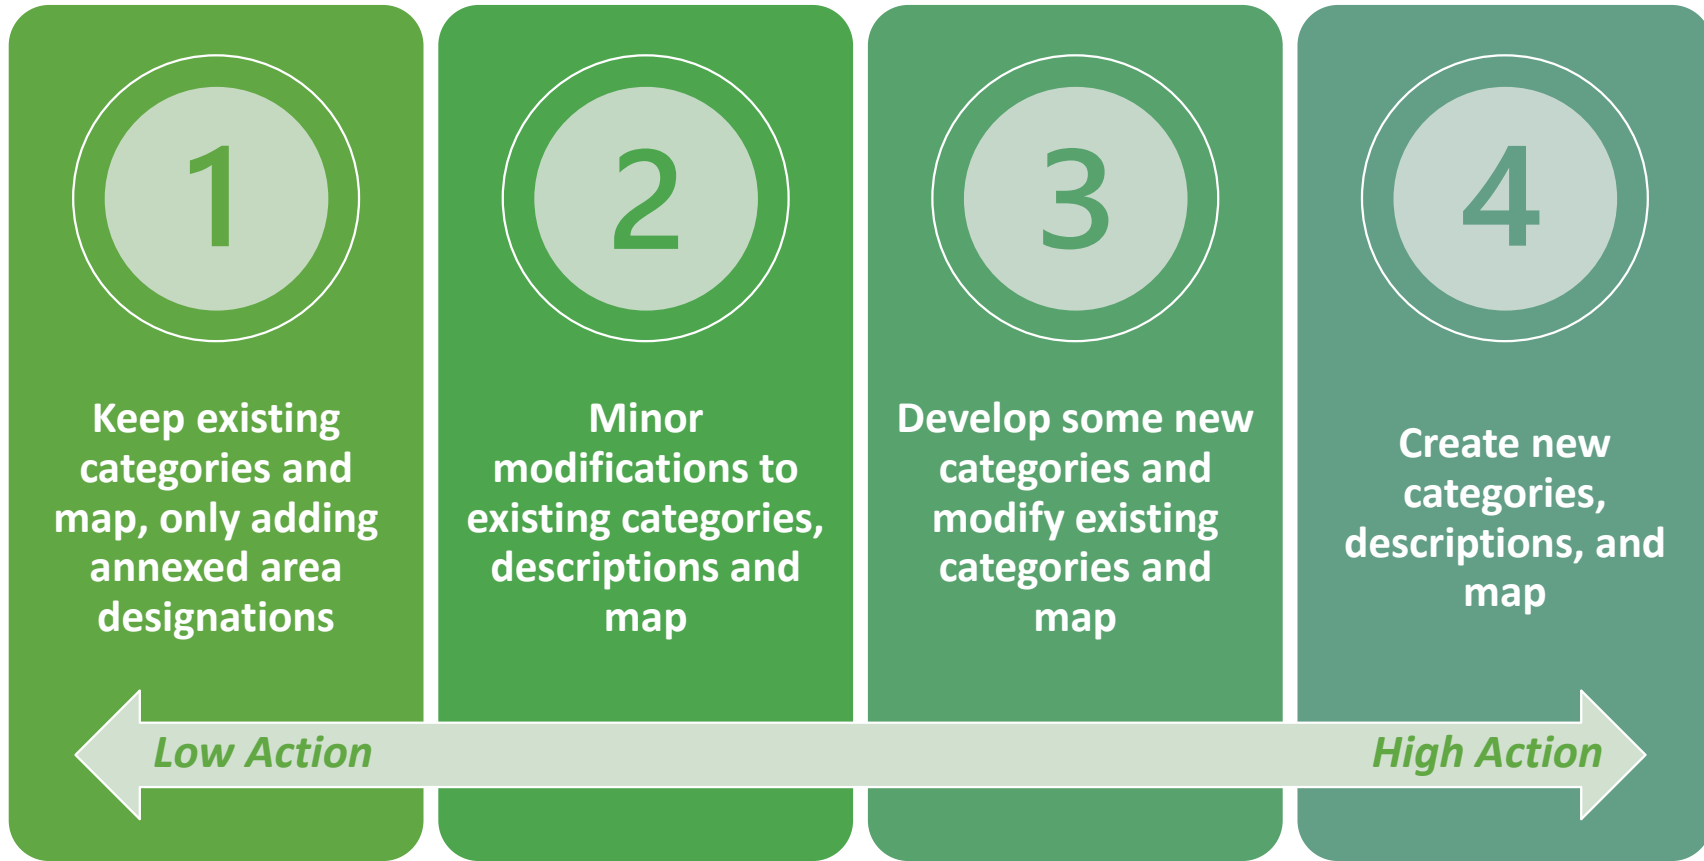 1
Keep existing
categories and
map, only adding
annexed area
designations
2
Minor
modifications to
existing categories,
descriptions and
map
3
Develop some new
categories and
modify existing
categories and
map
4
Create new
categories,
descriptions, and
map
Low Action
High Action